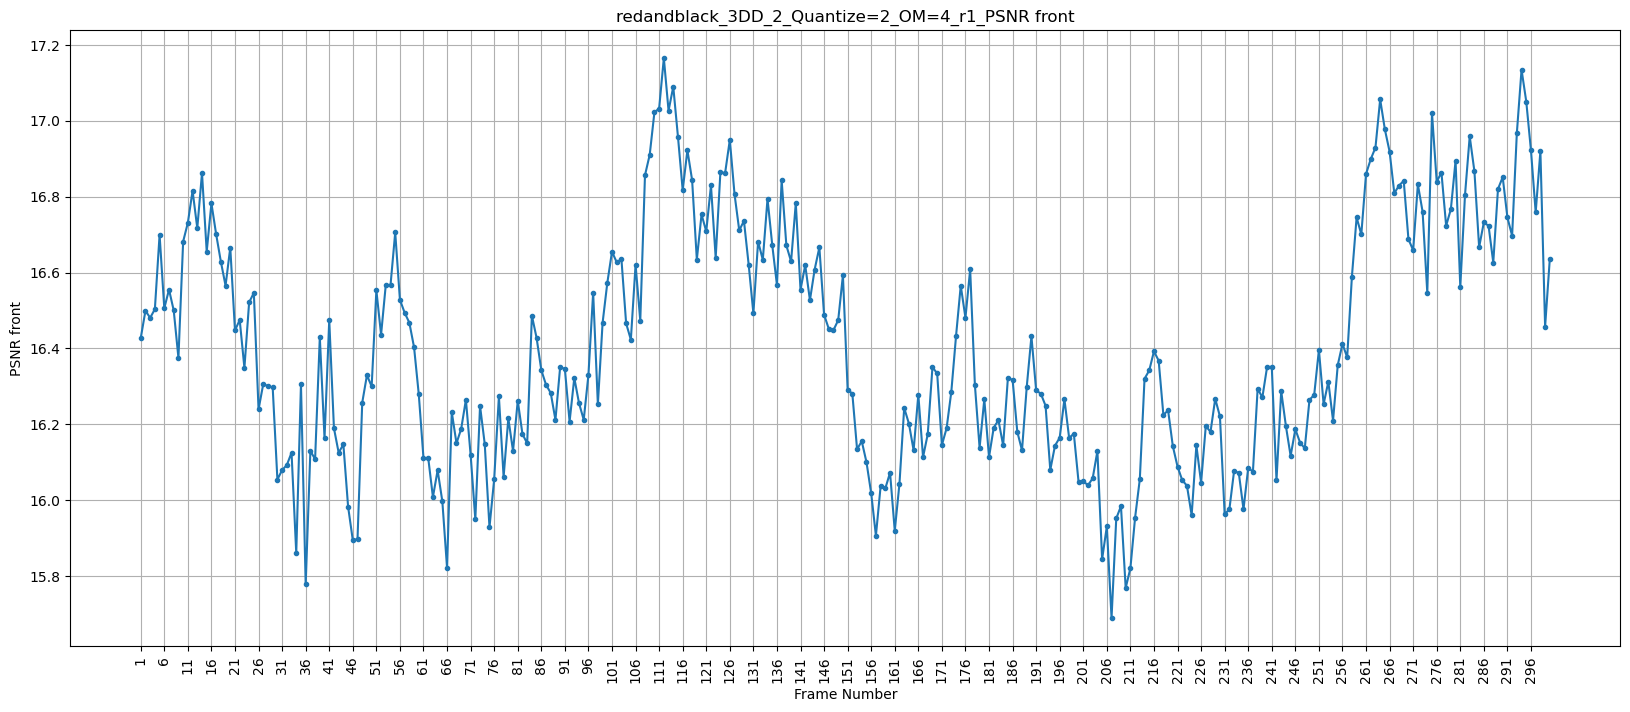 redandblack_3DD_2_Quantize=2_OM=4_r1_PSNR front
17.2
17.0
16.8
16.6
16.4
16.2
16.0
15.8
PSNR front
1 6 11 16 21 26 31 36 41 46 51 56 61 66 71 76 81 86 91 96 101 106 111 116 121 126 131 136 141 146 151 156 161 166 171 176 181 186 191 196 201 206 211 216 221 226 231 236 241 246 251 256 261 266 271 276 281 286 291 296
Frame Number